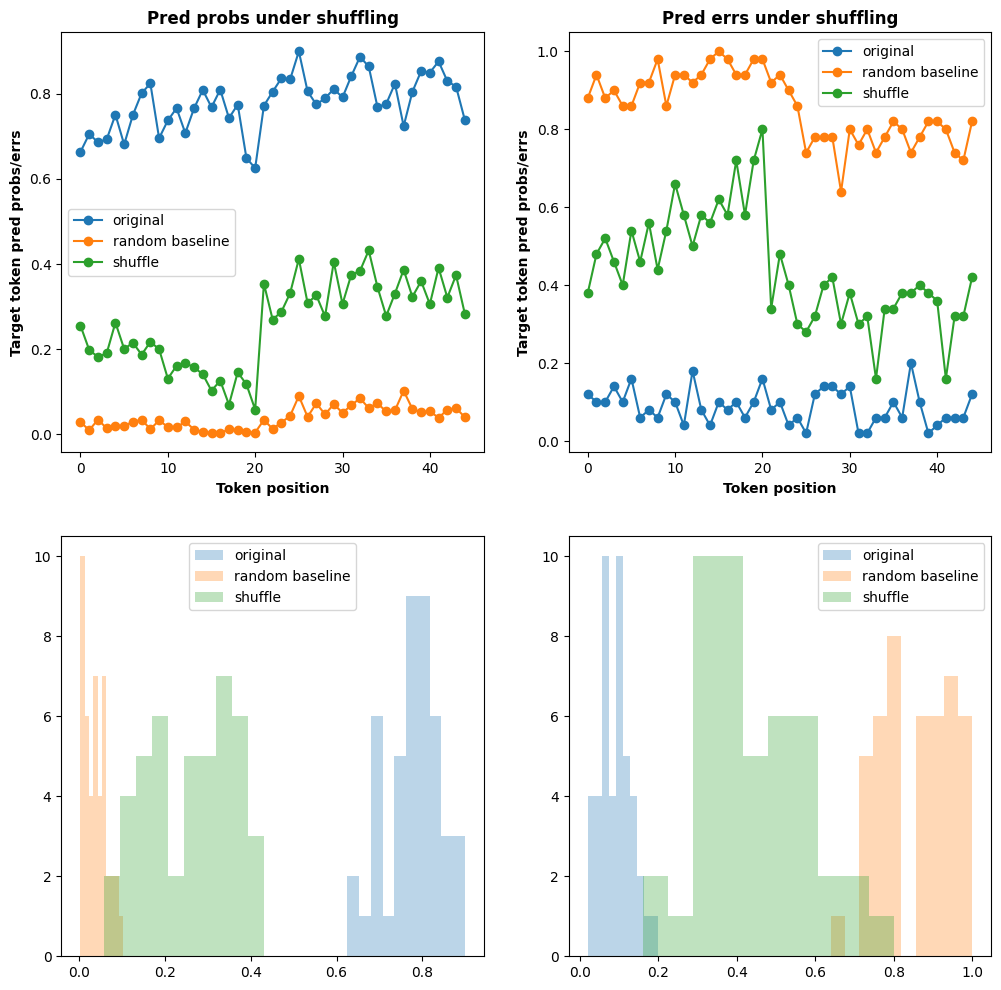 Pred probs under shuffling
Target token pred probs/errs
0.8
0.6
0.4
0.2
0.0
original
random baseline
shuffle
0
10
20
30
40
Token position
Pred errs under shuffling
Target token pred probs/errs
1.0
0.8
0.6
0.4
0.2
0.0
original
random baseline
shuffle
0
10
20
30
40
Token position
10
8
6
4
2
0
original
random baseline
shuffle
0.0
0.2
0.4
0.6
0.8
10
8
6
4
2
0
original
random baseline
shuffle
0.0
0.2
0.4
0.6
0.8
1.0